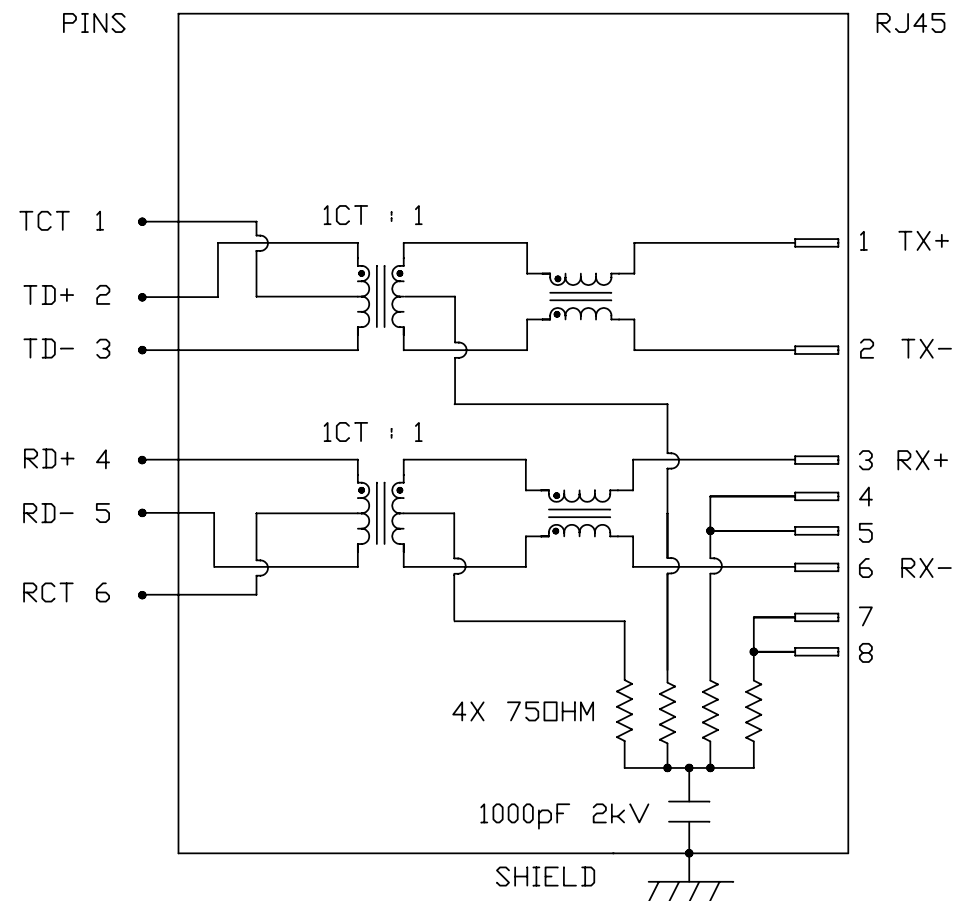 PINS
RJ45
TCT 1
1CT : 1
1 TX+
TD+ 2
TD- 3
2 TX-
1CT : 1
RD+ 4
3 RX+
4
RD- 5
5
6 RX-
RCT 6
7
8
4X 75OHM
1000pF 2kV
SHIELD